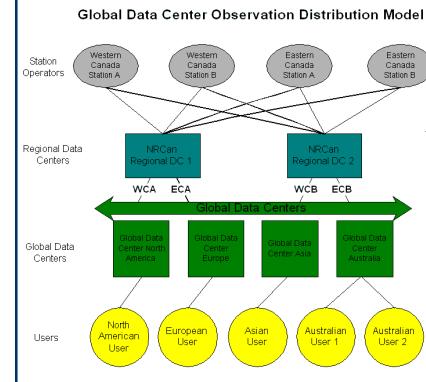 Global Data Center Observation Distribution Model
Station
Operators
Western
Canada
Station A
Western
Canada
Station B
Eastern
Canada
Station A
Eastern
Canada
Station B
Regional Data
Centers
NRCan
Regional DC 1
NRCan
Regional DC 2
WCA ECA
WCB ECB
Global Data Centers
Global Data
Centers
Global Data
Center North
America
Global Data
Center
Europe
Global Data
Center Asia
Global Data
Center
Australia
Users
North
American
User
European
User
Asian
User
Australian
User 1
Australian
User 2